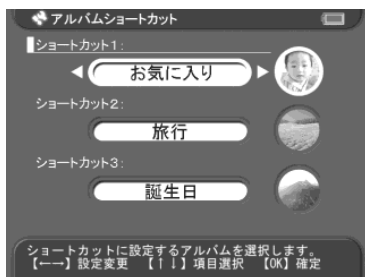 アルバムショートカット
ショートカット1:
お気に入り
ショートカット2:
旅行
ショートカット3:
誕生日
ショートカットに設定するアルバムを選択します。
【←→】設定変更 【↑↓】項目選択 【OK】確定